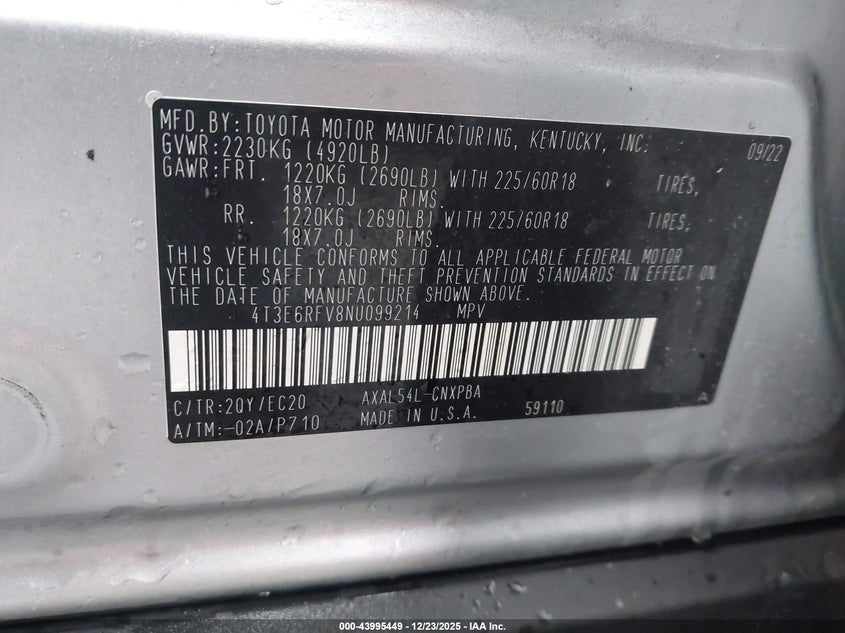 MFD.BY:TOYOTA MOTOR MANUFACTURING, KENTUCKY, INC. 09/22
GVWR:2230KG (4920LB)
GAWR:FRT. 1220KG (2690LB) WITH 225/60R18 TIRES,
18X7.0J RIMS.
RR. 1220KG (2690LB) WITH 225/60R18 TIRES,
18X7.0J RIMS.
THIS VEHICLE CONFORMS TO ALL APPLICABLE FEDERAL MOTOR
VEHICLE SAFETY AND THEFT PREVENTION STANDARDS IN EFFECT ON
THE DATE OF MANUFACTURE SHOWN ABOVE.
4T3E6RFV8NU099214 MPV
C/TR:2QY/EC20 AXAL54L-CNXPBA
A/TM:-02A/P710 MADE IN U.S.A. 59110 A
000-43995449 - 12/23/2025 - IAA Inc.